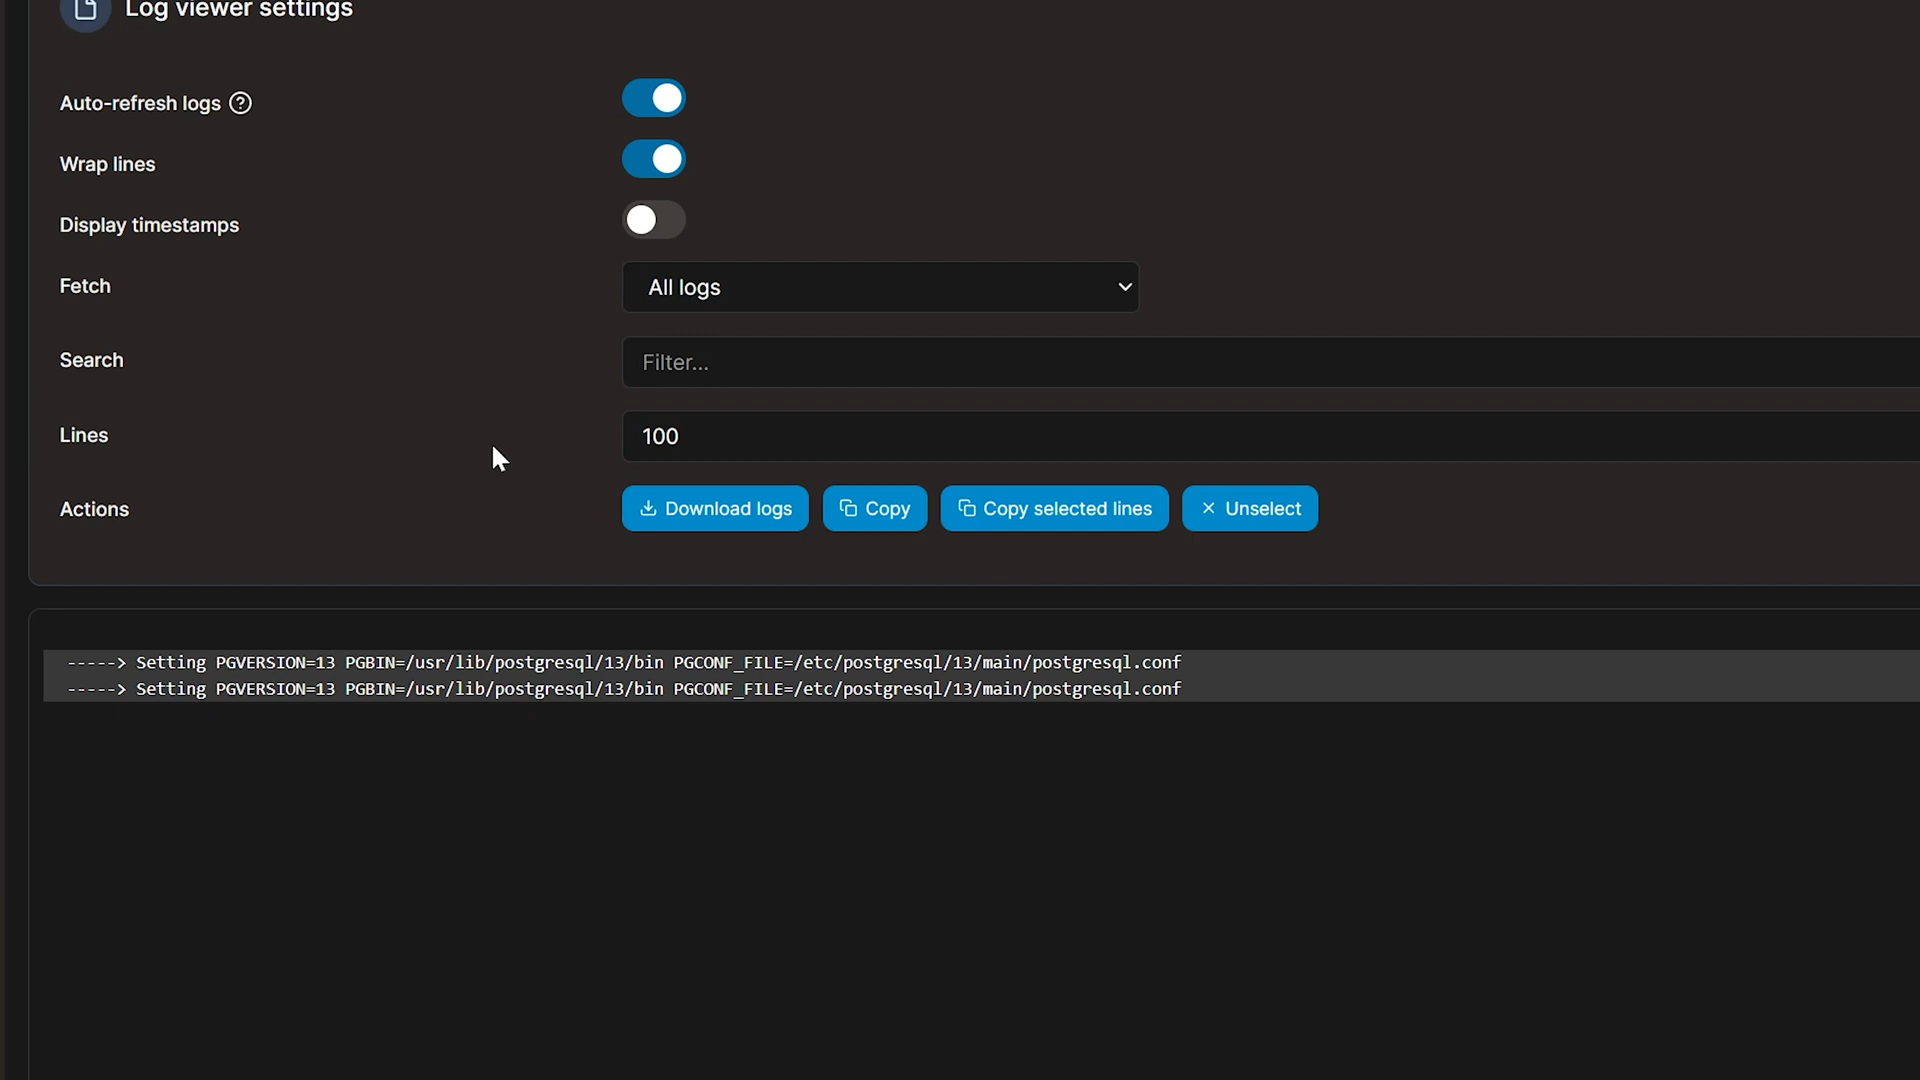 Log viewer settings
Auto-refresh logs
Wrap lines
Display timestamps
Fetch
All logs
Search
Filter...
Lines
100
Actions
Download logs
Copy
Copy selected lines
Unselect
-----> Setting PGVERSION=13 PGBIN=/usr/lib/postgresql/13/bin PGCONF_FILE=/etc/postgresql/13/main/postgresql.conf
-----> Setting PGVERSION=13 PGBIN=/usr/lib/postgresql/13/bin PGCONF_FILE=/etc/postgresql/13/main/postgresql.conf